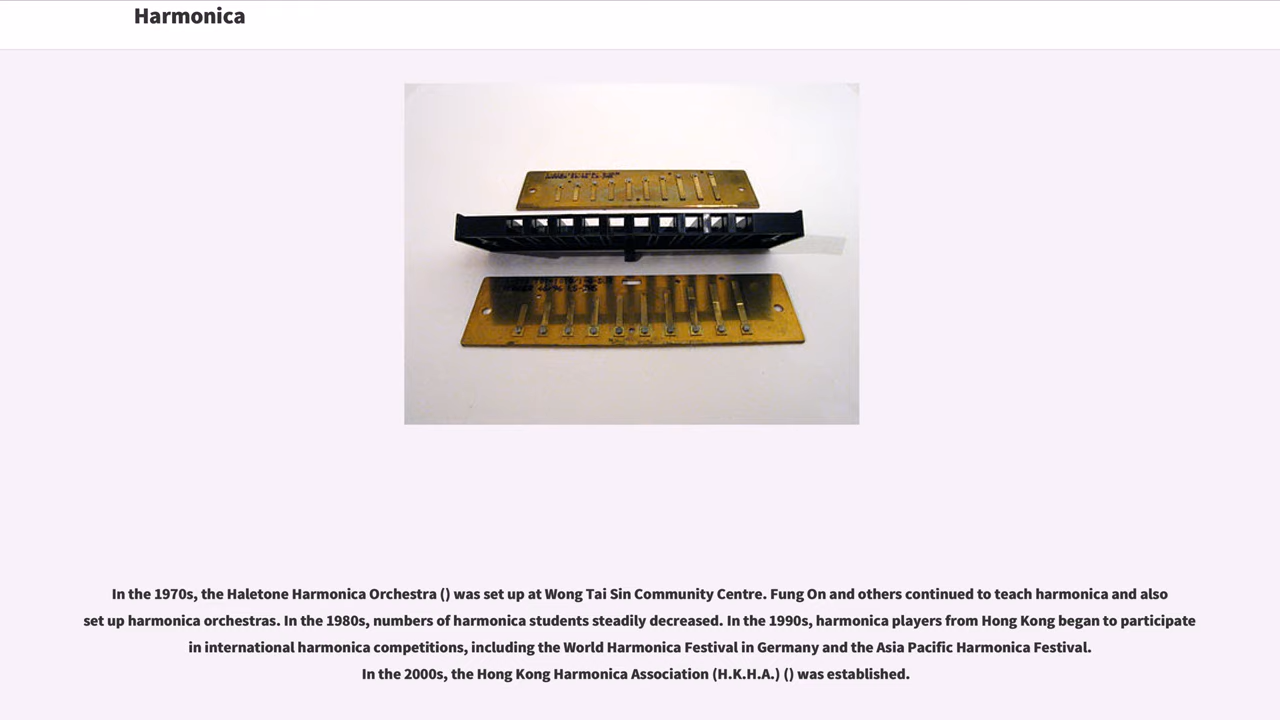 Harmonica
In the 1970s, the Haletone Harmonica Orchestra () was set up at Wong Tai Sin Community Centre. Fung On and others continued to teach harmonica and also
set up harmonica orchestras. In the 1980s, numbers of harmonica students steadily decreased. In the 1990s, harmonica players from Hong Kong began to participate
in international harmonica competitions, including the World Harmonica Festival in Germany and the Asia Pacific Harmonica Festival.
In the 2000s, the Hong Kong Harmonica Association (H.K.H.A.) () was established.